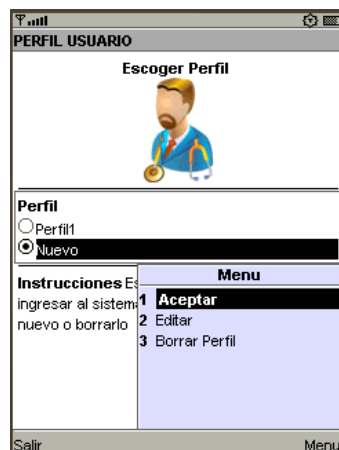 PERFIL USUARIO
Escoger Perfil
Perfil
Perfil1
Nuevo
Instrucciones
ingresar al sistema
nuevo o borrarlo
Menu
1 Aceptar
2 Editar
3 Borrar Perfil
Salir
Menu